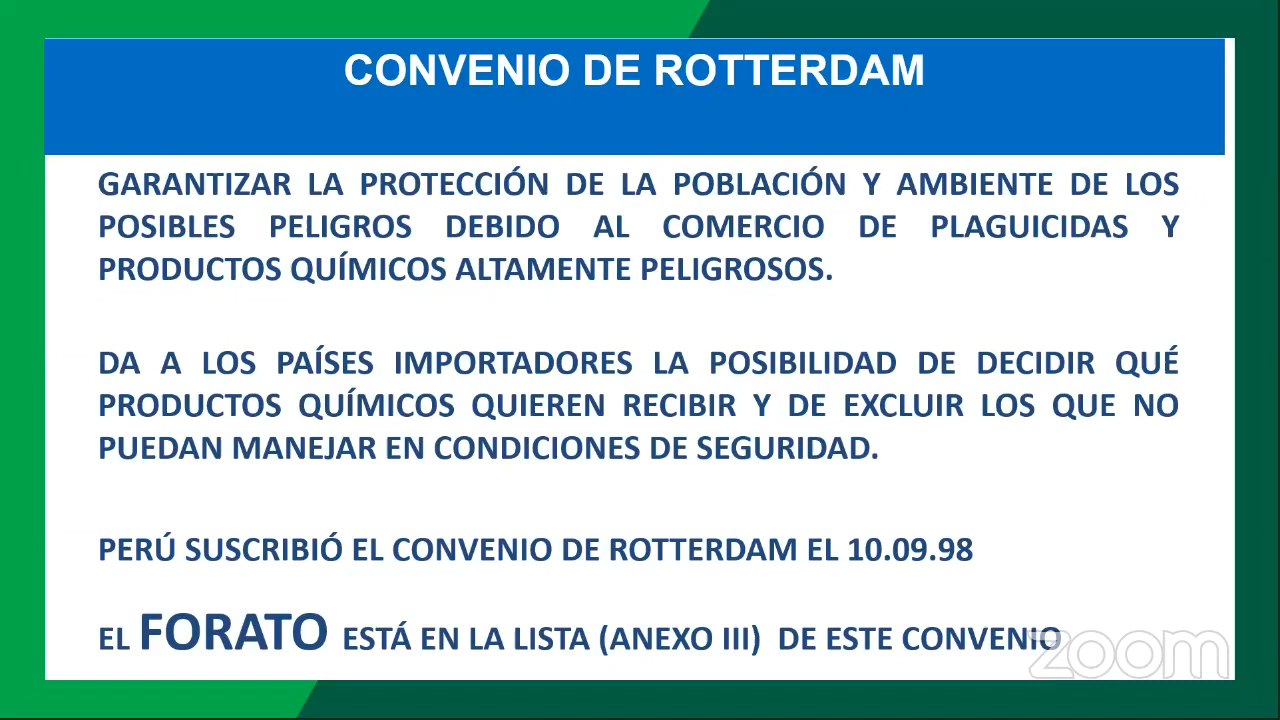 CONVENIO DE ROTTERDAM
GARANTIZAR LA PROTECCIÓN DE LA POBLACIÓN Y AMBIENTE DE LOS
POSIBLES PELIGROS DEBIDO AL COMERCIO DE PLAGUICIDAS Y
PRODUCTOS QUÍMICOS ALTAMENTE PELIGROSOS.
DA A LOS PAÍSES IMPORTADORES LA POSIBILIDAD DE DECIDIR QUÉ
PRODUCTOS QUÍMICOS QUIEREN RECIBIR Y DE EXCLUIR LOS QUE NO
PUEDAN MANEJAR EN CONDICIONES DE SEGURIDAD.
PERÚ SUSCRIBIÓ EL CONVENIO DE ROTTERDAM EL 10.09.98
EL FORATO ESTÁ EN LA LISTA (ANEXO III) DE ESTE CONVENIO
zoom